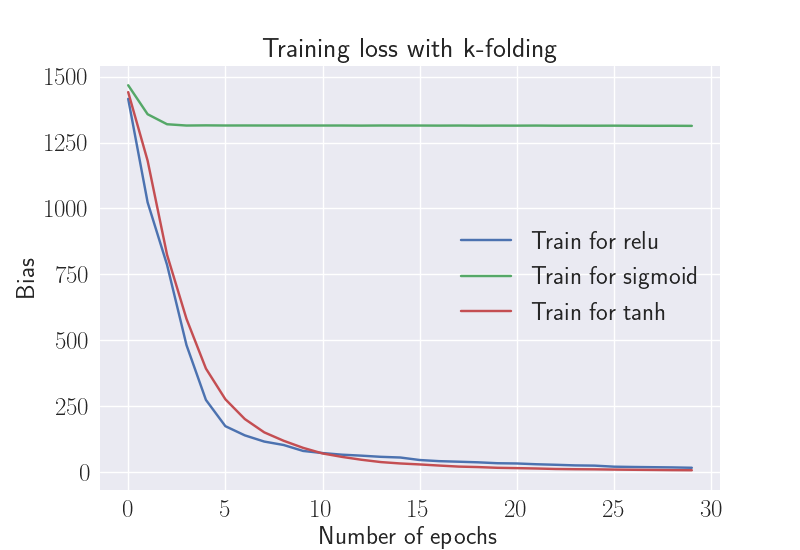 Training loss with k-folding
1500
1250
1000
750
500
250
0
Bias
Train for relu
Train for sigmoid
Train for tanh
0 5 10 15 20 25 30
Number of epochs